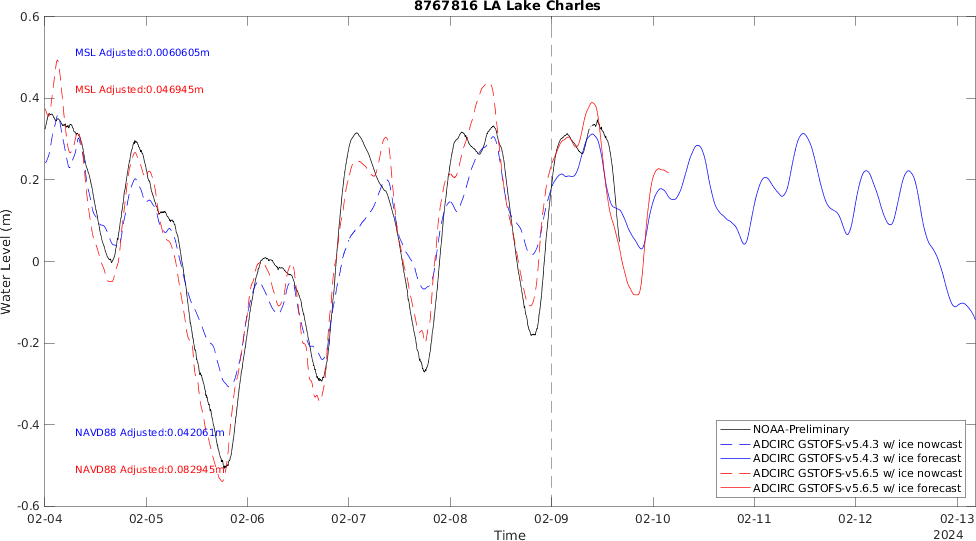 8767816 LA Lake Charles
0.6
MSL Adjusted:0.0060605m
MSL Adjusted:0.046945m
0.4
0.2
0
-0.2
-0.4
-0.6
Water Level (m)
NAVD88 Adjusted:0.042061m
NAVD88 Adjusted:0.082945m
NOAA-Preliminary
ADCIRC GSTOFS-v5.4.3 w/ ice nowcast
ADCIRC GSTOFS-v5.4.3 w/ ice forecast
ADCIRC GSTOFS-v5.6.5 w/ ice nowcast
ADCIRC GSTOFS-v5.6.5 w/ ice forecast
02-04 02-05 02-06 02-07 02-08 02-09 02-10 02-11 02-12 02-13
Time
2024